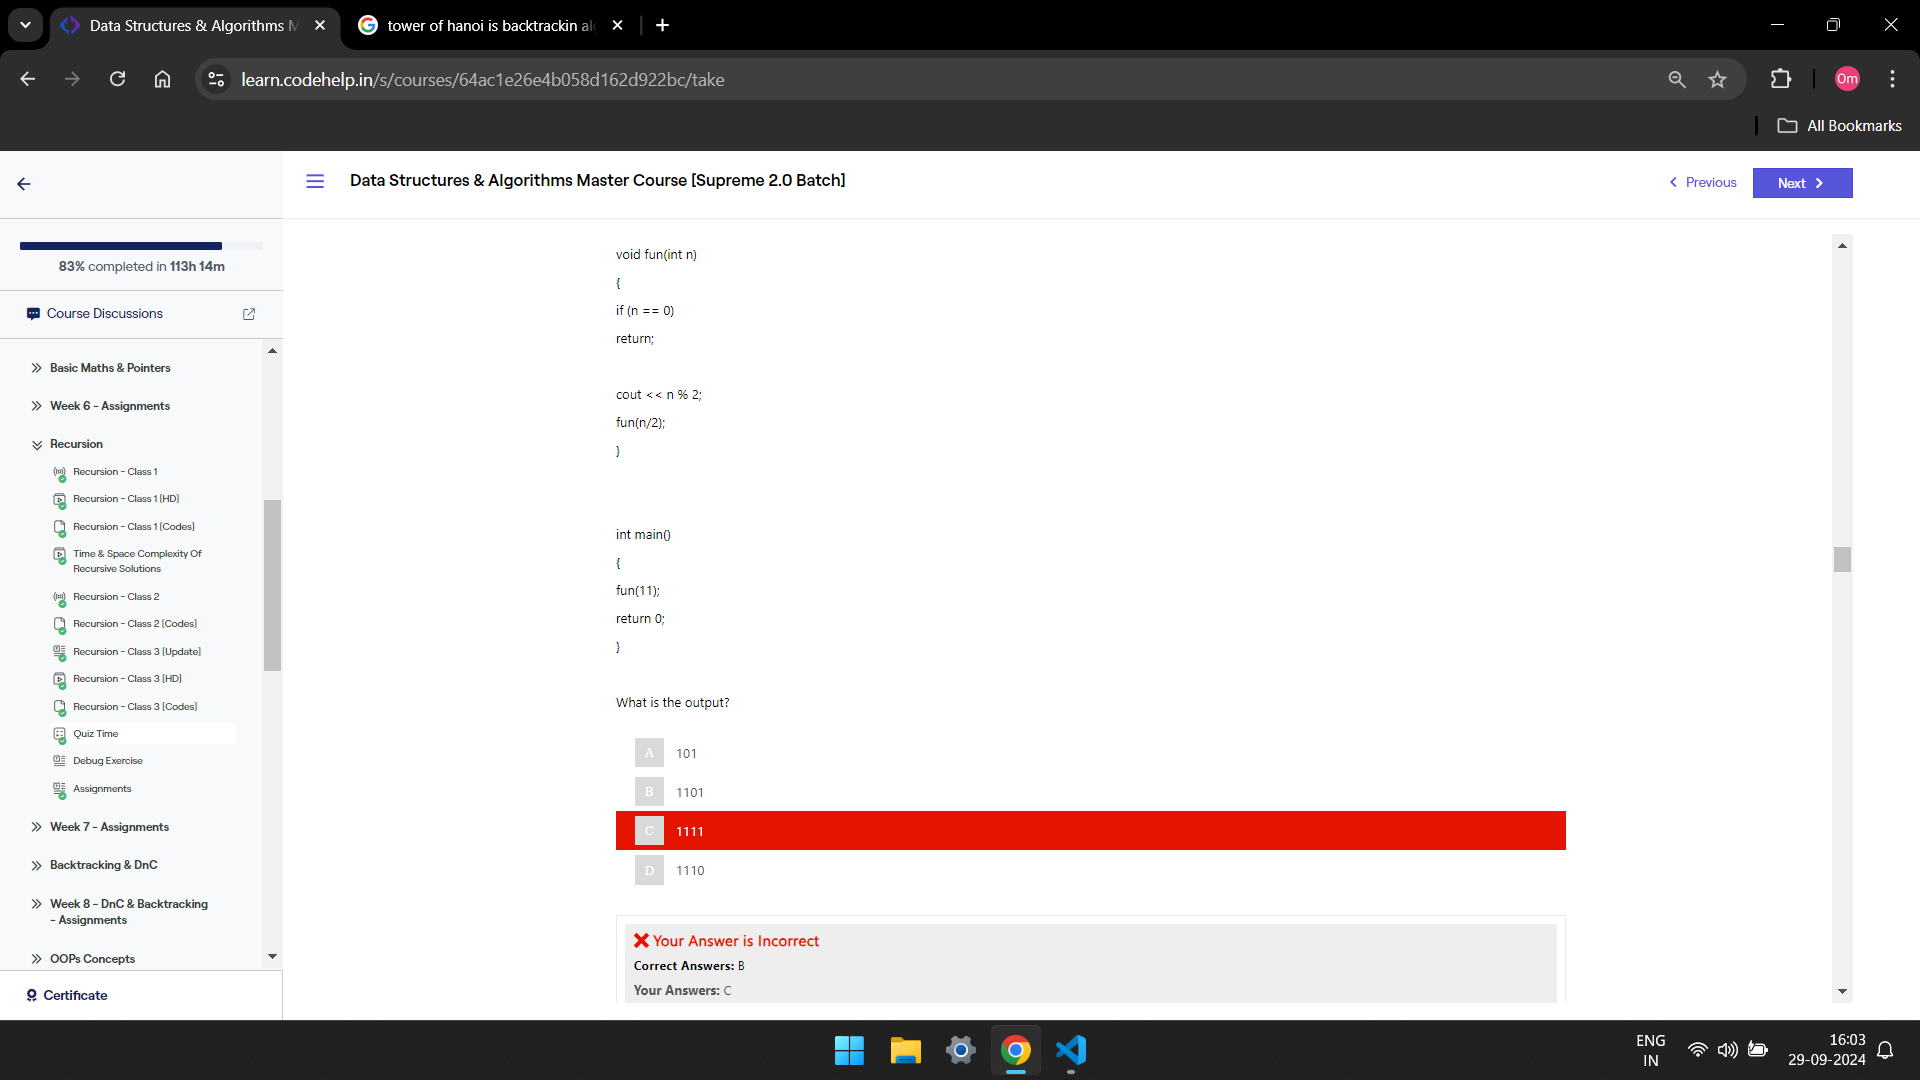 Data Structures & Algorithms M
tower of hanoi is backtrackin al
learn.codehelp.in/s/courses/64ac1e26e4b058d162d922bc/take
Om
All Bookmarks
Data Structures & Algorithms Master Course [Supreme 2.0 Batch]
Previous
Next
83% completed in 113h 14m
Course Discussions
Basic Maths & Pointers
Week 6 - Assignments
Recursion
Recursion - Class 1
Recursion - Class 1 [HD]
Recursion - Class 1 [Codes]
Time & Space Complexity Of
Recursive Solutions
Recursion - Class 2
Recursion - Class 2 [Codes]
Recursion - Class 3 [Update]
Recursion - Class 3 [HD]
Recursion - Class 3 [Codes]
Quiz Time
Debug Exercise
Assignments
Week 7 - Assignments
Backtracking & DnC
Week 8 - DnC & Backtracking
- Assignments
OOPs Concepts
Certificate
void fun(int n)
{
if (n == 0)
return;
cout << n % 2;
fun(n/2);
}
int main()
{
fun(11);
return 0;
}
What is the output?
A 101
B 1101
C 1111
D 1110
Your Answer is Incorrect
Correct Answers: B
Your Answers: C
ENG
IN
16:03
29-09-2024